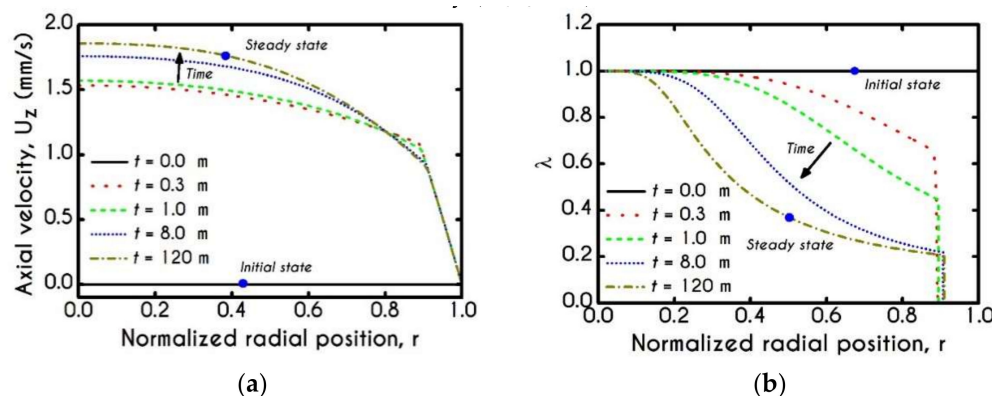 Axial velocity, U_z (mm/s)
2.0
1.5
1.0
0.5
0.0
Steady state
Time
t = 0.0 m
t = 0.3 m
t = 1.0 m
t = 8.0 m
t = 120 m
Initial state
0.0 0.2 0.4 0.6 0.8 1.0
Normalized radial position, r
(a)
λ
1.2
1.0
0.8
0.6
0.4
0.2
0.0
Initial state
Time
t = 0.0 m
t = 0.3 m
t = 1.0 m
t = 8.0 m
t = 120 m
Steady state
0.0 0.2 0.4 0.6 0.8 1.0
Normalized radial position, r
(b)